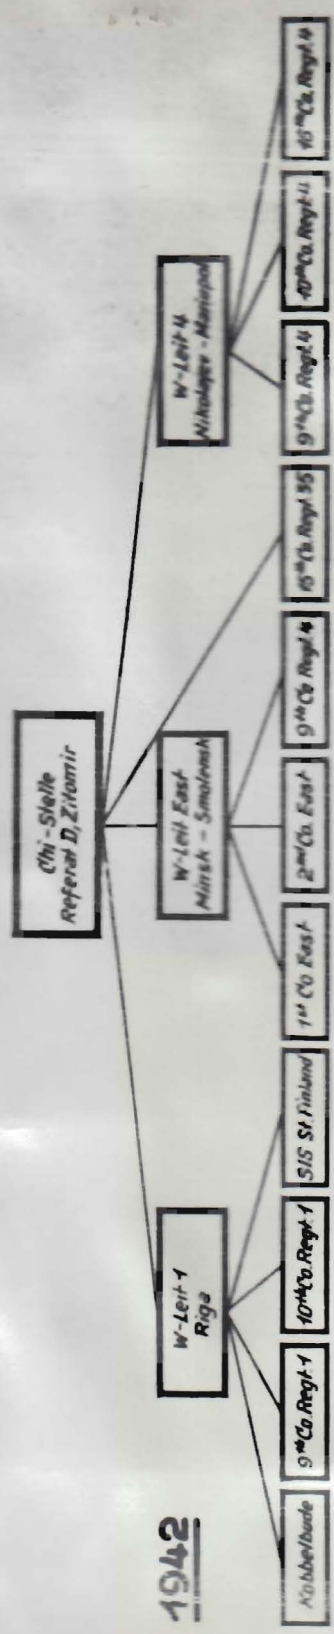 1942
Chi-Stelle
Referat D, Zitomir
W-Leit 1
Riga
W-Leit East
Minsk - Smolensk
W-Leit 4
Nikolajev - Mariopol
Kobbelbude
9th Co. Regt. 1
10th Co. Regt. 1
SIS St. Finland
1st Co East
2nd Co. East
9th Co Regt. 4
15th Co. Regt. 55
9th Co. Regt. 4
10th Co. Regt. 4
16th Co. Regt. 4